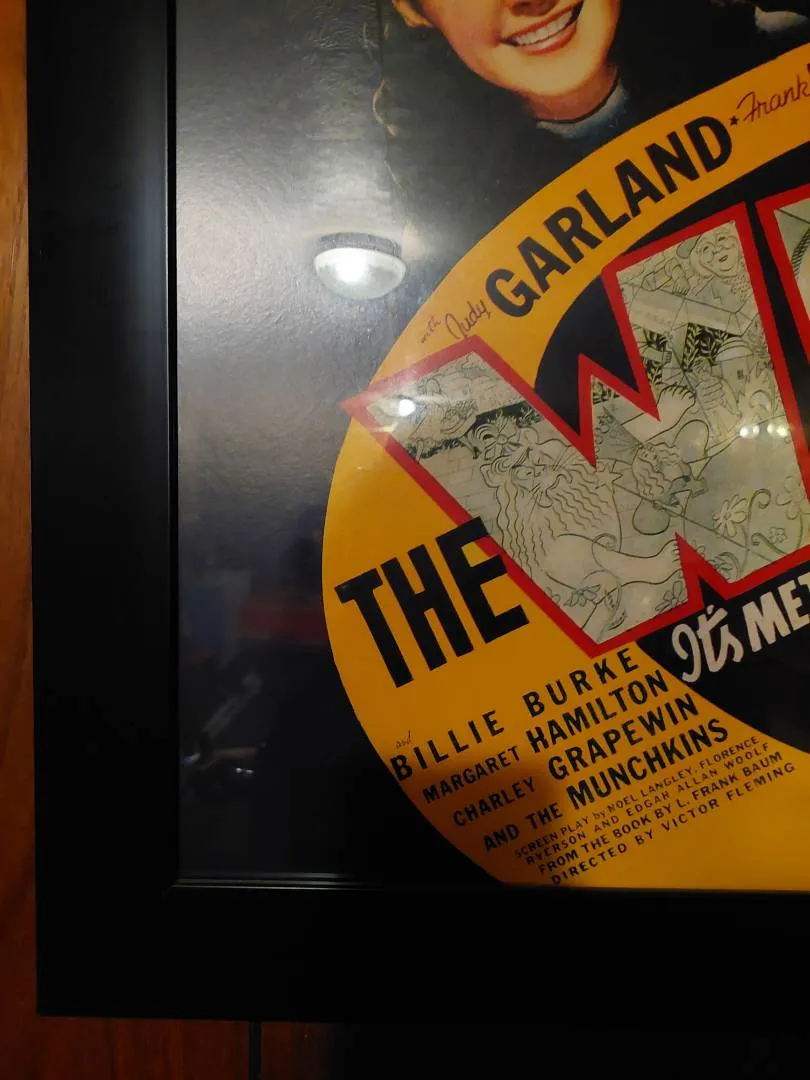 with Judy GARLAND * Frank
THE W
It's MET
and
BILLIE BURKE
MARGARET HAMILTON
CHARLEY GRAPEWIN
AND THE MUNCHKINS
SCREEN PLAY by NOEL LANGLEY, FLORENCE
RYERSON AND EDGAR ALLAN WOOLF
FROM THE BOOK BY L. FRANK BAUM
DIRECTED BY VICTOR FLEMING